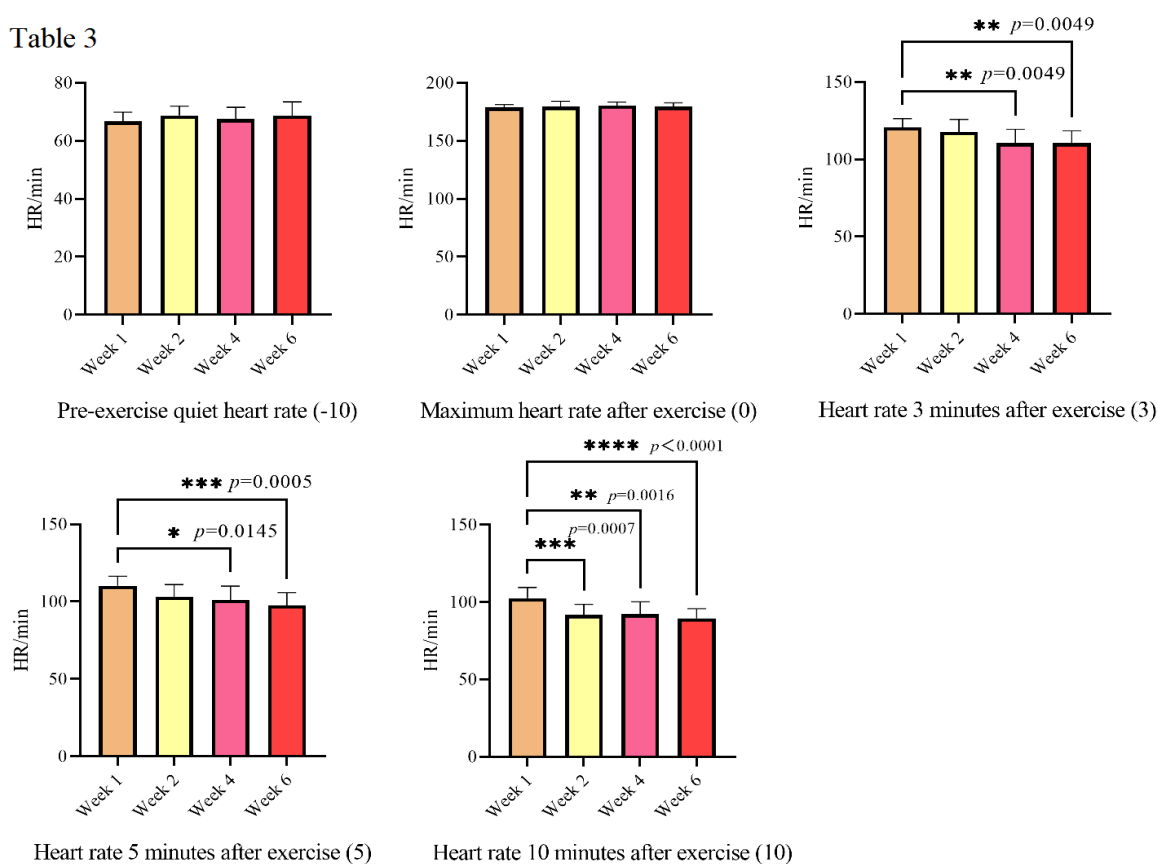 Table 3
80
60
40
20
0
HR/min
Week 1
Week 2
Week 4
Week 6
Pre-exercise quiet heart rate (-10)
200
150
100
50
0
HR/min
Week 1
Week 2
Week 4
Week 6
Maximum heart rate after exercise (0)
** p=0.0049
** p=0.0049
150
100
50
0
HR/min
Week 1
Week 2
Week 4
Week 6
Heart rate 3 minutes after exercise (3)
*** p=0.0005
* p=0.0145
150
100
50
0
HR/min
Week 1
Week 2
Week 4
Week 6
Heart rate 5 minutes after exercise (5)
**** p<0.0001
** p=0.0016
p=0.0007
***
150
100
50
0
HR/min
Week 1
Week 2
Week 4
Week 6
Heart rate 10 minutes after exercise (10)